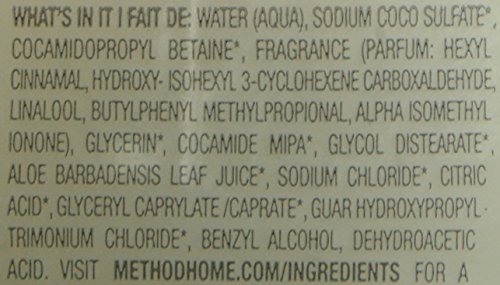 WHAT'S IN IT I FAIT DE: WATER (AQUA), SODIUM COCO SULFATE*,
COCAMIDOPROPYL BETAINE*, FRAGRANCE (PARFUM: HEXYL
CINNAMAL, HYDROXY- ISOHEXYL 3-CYCLOHEXENE CARBOXALDEHYDE,
LINALOOL, BUTYLPHENYL METHYLPROPIONAL, ALPHA ISOMETHYL
IONONE), GLYCERIN*, COCAMIDE MIPA*, GLYCOL DISTEARATE*,
ALOE BARBADENSIS LEAF JUICE*, SODIUM CHLORIDE*, CITRIC
ACID*, GLYCERYL CAPRYLATE /CAPRATE*, GUAR HYDROXYPROPYL-
TRIMONIUM CHLORIDE*, BENZYL ALCOHOL, DEHYDROACETIC
ACID. VISIT METHODHOME.COM/INGREDIENTS FOR A